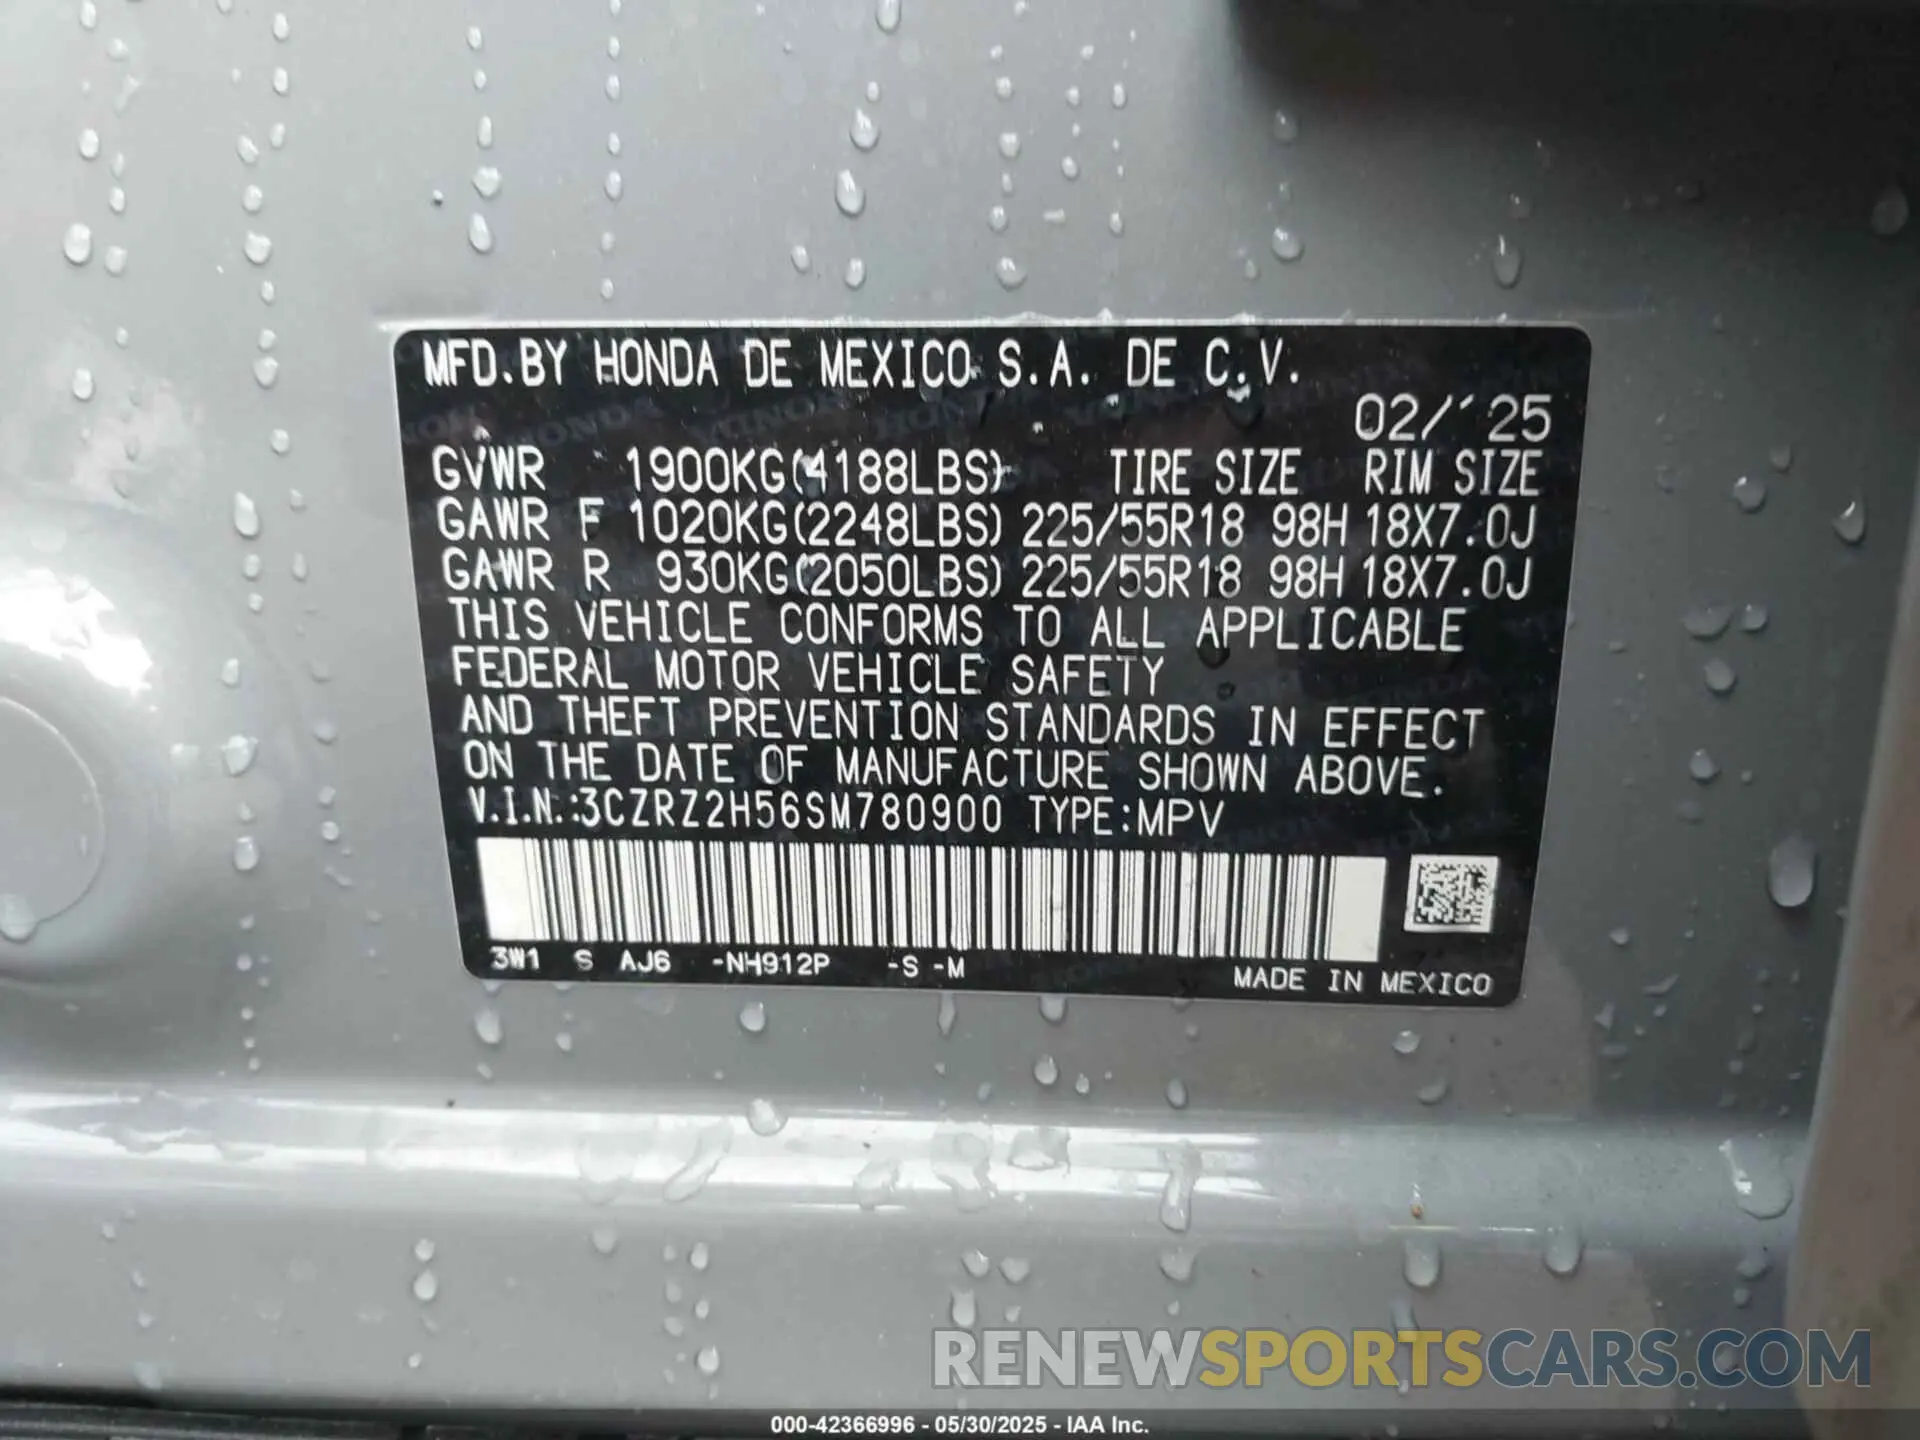 MFD.BY HONDA DE MEXICO S.A. DE C.V.
02/'25
GVWR 1900KG(4188LBS) TIRE SIZE RIM SIZE
GAWR F 1020KG(2248LBS) 225/55R18 98H 18X7.0J
GAWR R 930KG(2050LBS) 225/55R18 98H 18X7.0J
THIS VEHICLE CONFORMS TO ALL APPLICABLE
FEDERAL MOTOR VEHICLE SAFETY
AND THEFT PREVENTION STANDARDS IN EFFECT
ON THE DATE OF MANUFACTURE SHOWN ABOVE.
V.I.N.:3CZRZ2H56SM780900 TYPE:MPV
3W1 S AJ6 -NH912P -S -M
MADE IN MEXICO
RENEWSPORTSCARS.COM
000-42366996 - 05/30/2025 - IAA Inc.